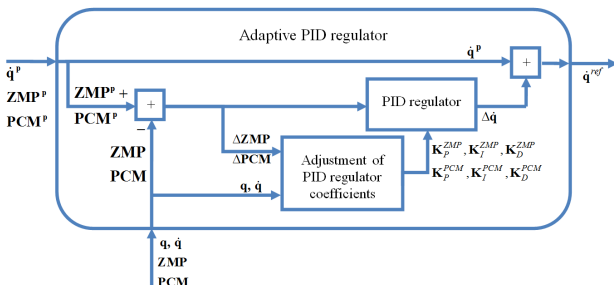 Adaptive PID regulator
q̇ᵖ
ZMPᵖ
PCMᵖ
q̇ᵖ
+
q̇ʳᵉᶠ
ZMPᵖ +
PCMᵖ
+
−
PID regulator
Δq̇
ZMP
PCM
ΔZMP
ΔPCM
q, q̇
Adjustment of
PID regulator
coefficients
K_P^{ZMP}, K_I^{ZMP}, K_D^{ZMP}
K_P^{PCM}, K_I^{PCM}, K_D^{PCM}
q, q̇
ZMP
PCM